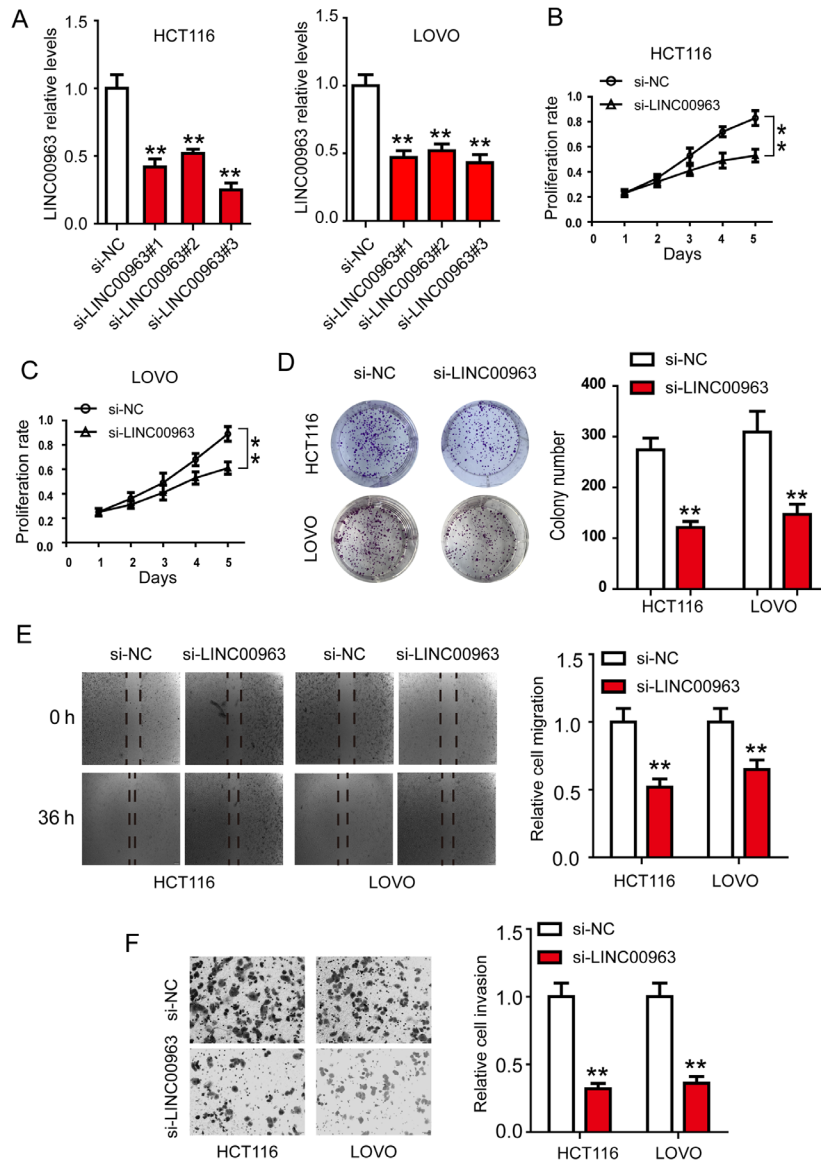 A
HCT116
LINC00963 relative levels
1.5
1.0
0.5
0.0
**
**
**
si-NC
si-LINC00963#1
si-LINC00963#2
si-LINC00963#3
LOVO
LINC00963 relative levels
1.5
1.0
0.5
0.0
**
**
**
si-NC
si-LINC00963#1
si-LINC00963#2
si-LINC00963#3
B
HCT116
si-NC
si-LINC00963
Proliferation rate
1.0
0.8
0.6
0.4
0.2
0.0
**
0 1 2 3 4 5
Days
C
LOVO
si-NC
si-LINC00963
Proliferation rate
1.0
0.8
0.6
0.4
0.2
0.0
**
0 1 2 3 4 5
Days
D
si-NC si-LINC00963
HCT116
LOVO
si-NC
si-LINC00963
Colony number
400
300
200
100
0
**
**
HCT116 LOVO
E
si-NC si-LINC00963 si-NC si-LINC00963
0 h
36 h
HCT116 LOVO
si-NC
si-LINC00963
Relative cell migration
1.5
1.0
0.5
0.0
**
**
HCT116 LOVO
F
si-NC
si-LINC00963
HCT116 LOVO
si-NC
si-LINC00963
Relative cell invasion
1.5
1.0
0.5
0.0
**
**
HCT116 LOVO